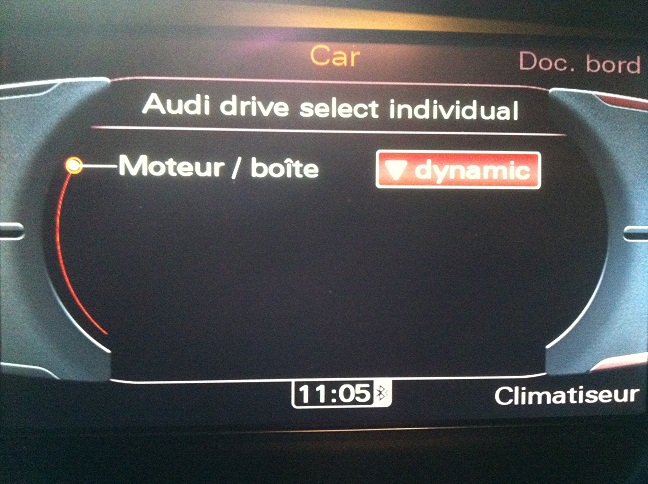 Car
Doc. bord
Audi drive select individual
Moteur / boîte
dynamic
11:05
Climatiseur